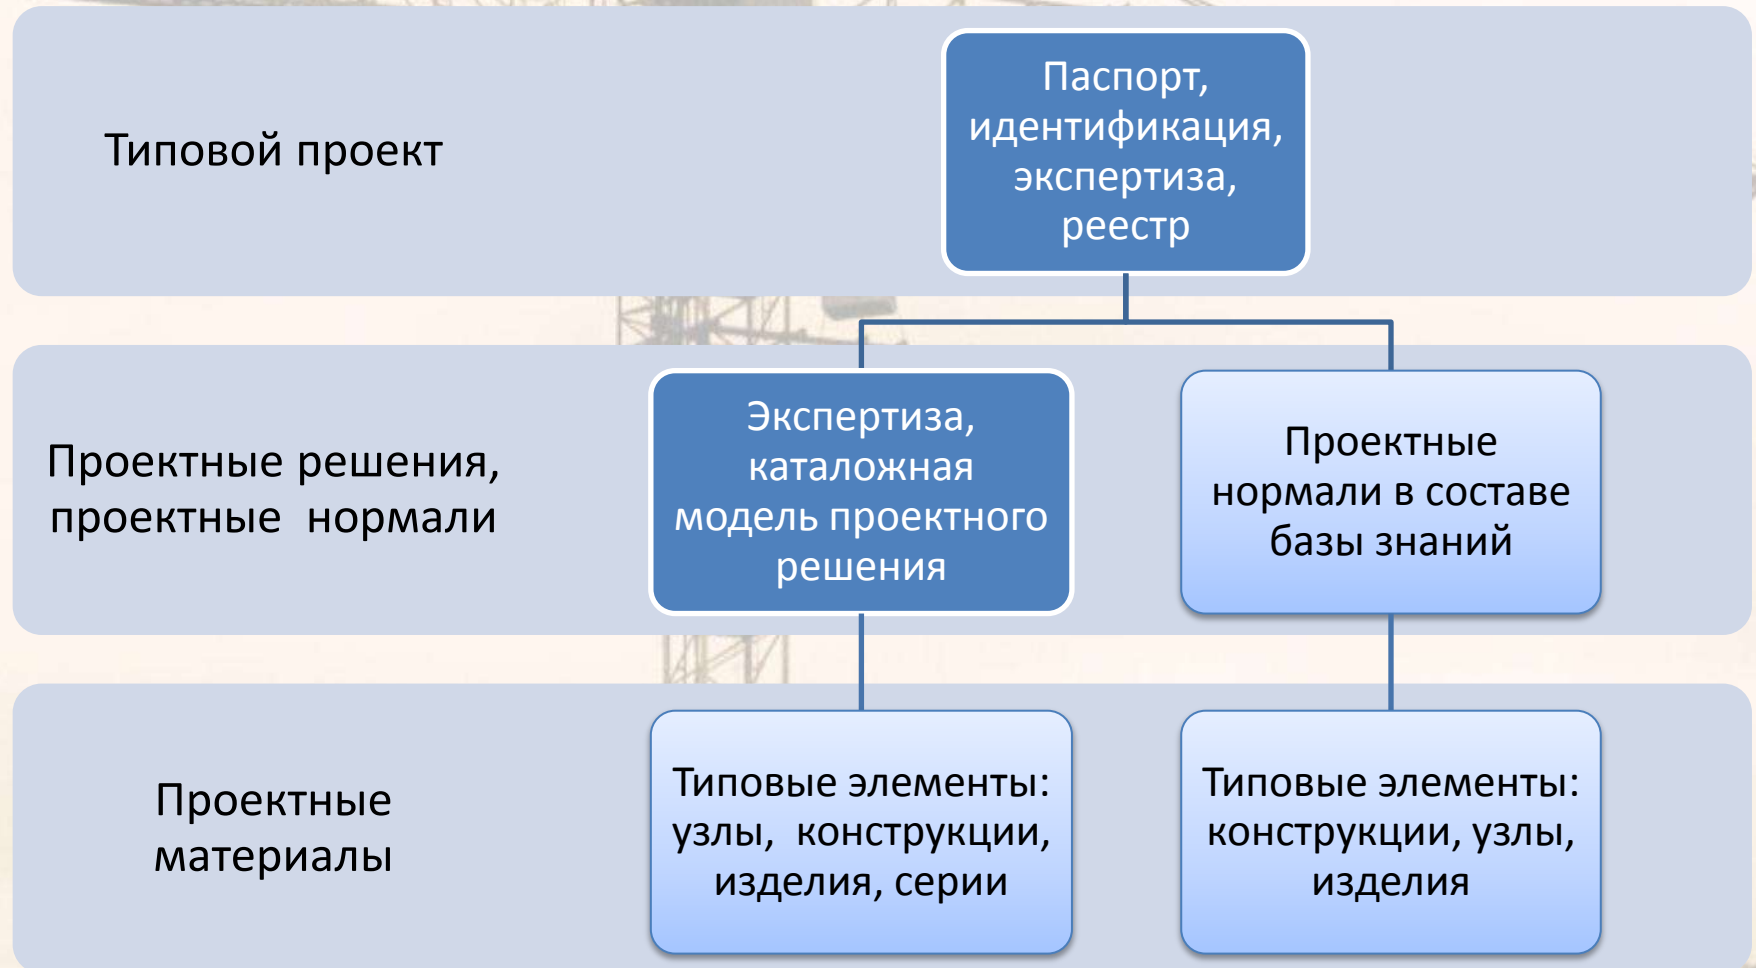 Типовой проект
Паспорт,
идентификация,
экспертиза,
реестр
Проектные решения,
проектные  нормали
Экспертиза,
каталожная
модель проектного
решения
Проектные
нормали в составе
базы знаний
Проектные
материалы
Типовые элементы:
узлы,  конструкции,
изделия, серии
Типовые элементы:
конструкции, узлы,
изделия